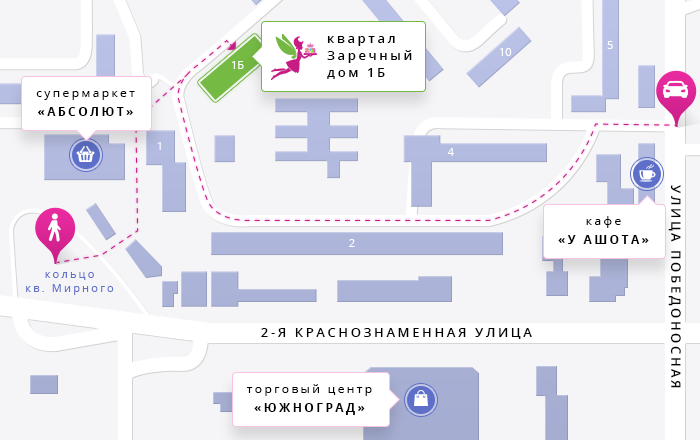 квартал
Заречный
дом 1Б
1Б
10
5
супермаркет
«АБСОЛЮТ»
1
4
кафе
«У АШОТА»
2
кольцо
кв. Мирного
УЛИЦА ПОБЕДОНОСНАЯ
2-Я КРАСНОЗНАМЕННАЯ УЛИЦА
торговый центр
«ЮЖНОГРАД»